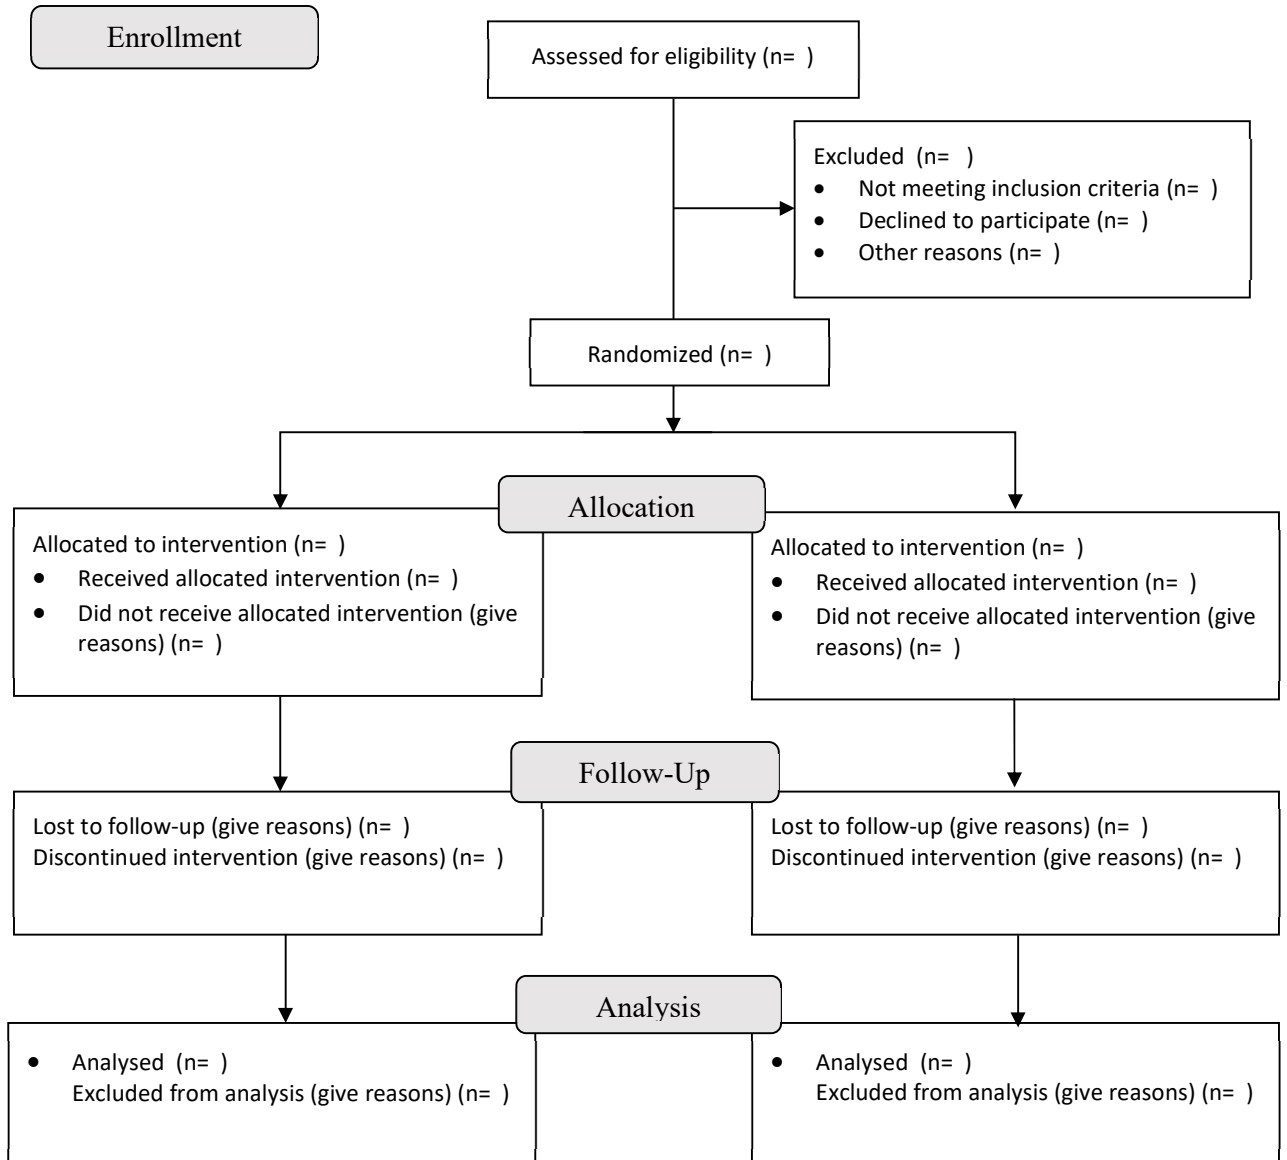 Enrollment
Assessed for eligibility (n=  )
Excluded  (n=   )
•	Not meeting inclusion criteria (n=  )
•	Declined to participate (n=  )
•	Other reasons (n=  )
Randomized (n=  )
Allocation
Allocated to intervention (n=  )
•	Received allocated intervention (n=  )
•	Did not receive allocated intervention (give
reasons) (n=  )
Allocated to intervention (n=  )
•	Received allocated intervention (n=  )
•	Did not receive allocated intervention (give
reasons) (n=  )
Follow-Up
Lost to follow-up (give reasons) (n=  )
Discontinued intervention (give reasons) (n=  )
Lost to follow-up (give reasons) (n=  )
Discontinued intervention (give reasons) (n=  )
Analysis
•	Analysed  (n=  )
Excluded from analysis (give reasons) (n=  )
•	Analysed  (n=  )
Excluded from analysis (give reasons) (n=  )